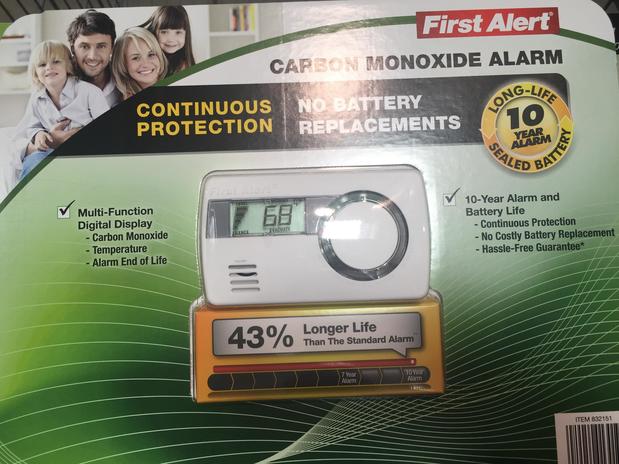 First Alert®
CARBON MONOXIDE ALARM
CONTINUOUS
PROTECTION
NO BATTERY
REPLACEMENTS
LONG-LIFE
10
YEAR
ALARM
SEALED BATTERY
Multi-Function
Digital Display
- Carbon Monoxide
- Temperature
- Alarm End of Life
First Alert®
68
10-Year Alarm and
Battery Life
- Continuous Protection
- No Costly Battery Replacement
- Hassle-Free Guarantee*
43% Longer Life
Than The Standard Alarm
7 Year
Alarm
10 Year
Alarm
ITEM 832151